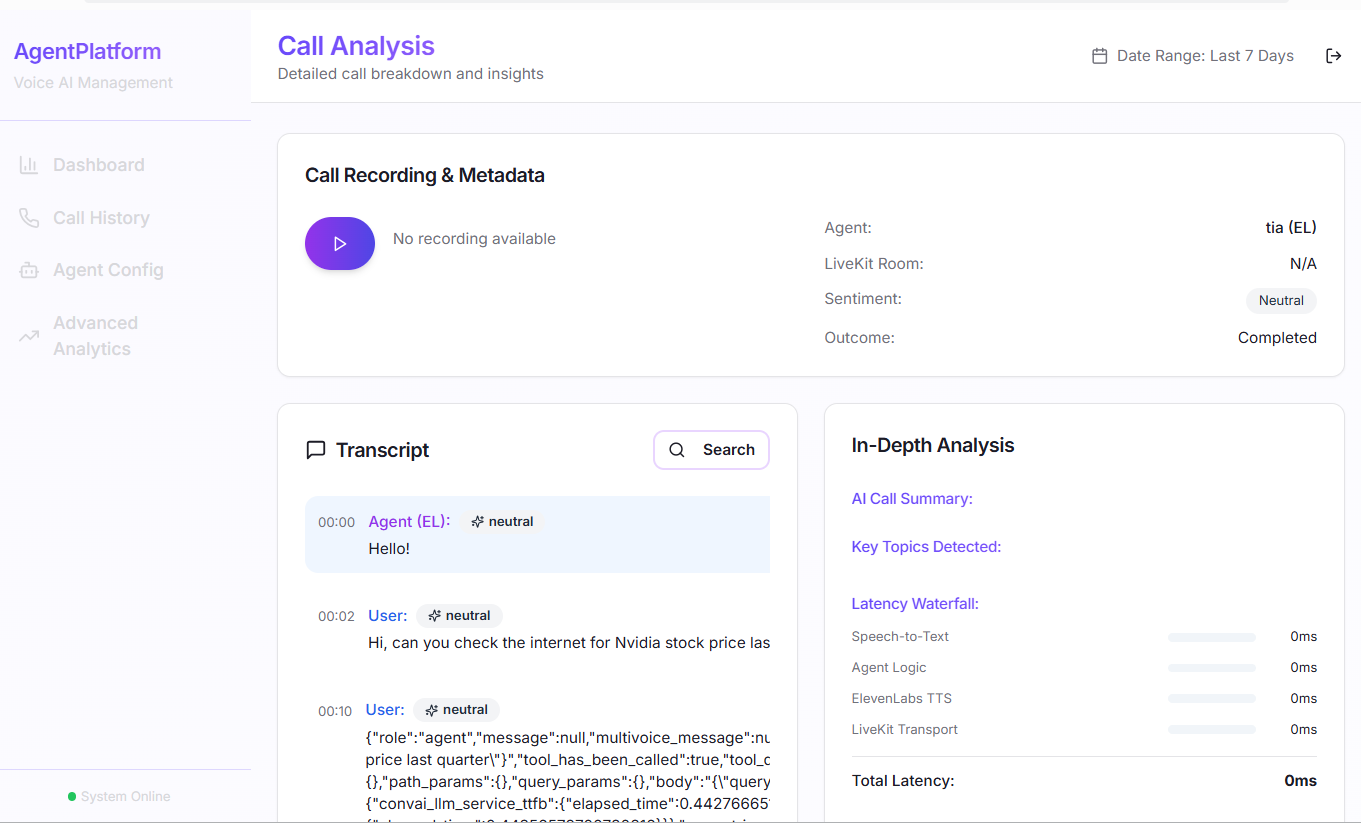 AgentPlatform
Voice AI Management
Dashboard
Call History
Agent Config
Advanced
Analytics
System Online
Call Analysis
Detailed call breakdown and insights
Date Range: Last 7 Days
Call Recording & Metadata
No recording available
Agent: tia (EL)
LiveKit Room: N/A
Sentiment: Neutral
Outcome: Completed
Transcript
Search
00:00 Agent (EL): neutral
Hello!
00:02 User: neutral
Hi, can you check the internet for Nvidia stock price las
00:10 User: neutral
{"role":"agent","message":null,"multivoice_message":nu
price last quarter\"}","tool_has_been_called":true,"tool_c
{},"path_params":{},"query_params":{},"body":"{\"query
{"convai_llm_service_ttfb":{"elapsed_time":0.44276665
In-Depth Analysis
AI Call Summary:
Key Topics Detected:
Latency Waterfall:
Speech-to-Text 0ms
Agent Logic 0ms
ElevenLabs TTS 0ms
LiveKit Transport 0ms
Total Latency: 0ms